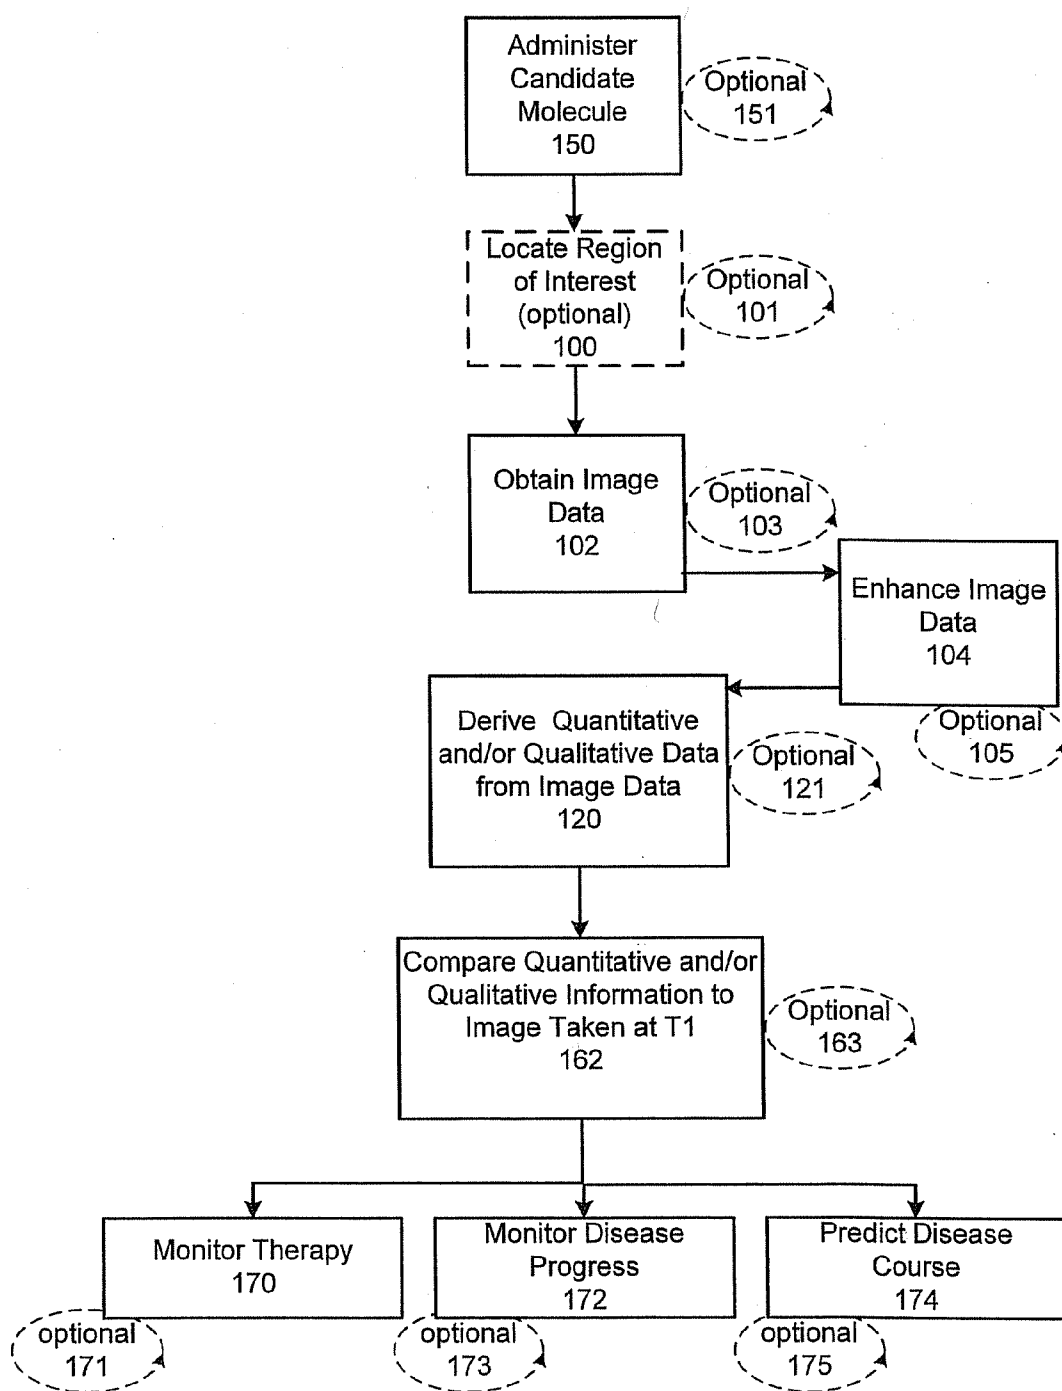 Administer
Candidate
Molecule
150
Optional
151
Locate Region
of Interest
(optional)
100
Optional
101
Obtain Image
Data
102
Optional
103
Enhance Image
Data
104
Optional
105
Derive Quantitative
and/or Qualitative Data
from Image Data
120
Optional
121
Compare Quantitative and/or
Qualitative Information to
Image Taken at T1
162
Optional
163
Monitor Therapy
170
optional
171
Monitor Disease
Progress
172
optional
173
Predict Disease
Course
174
optional
175